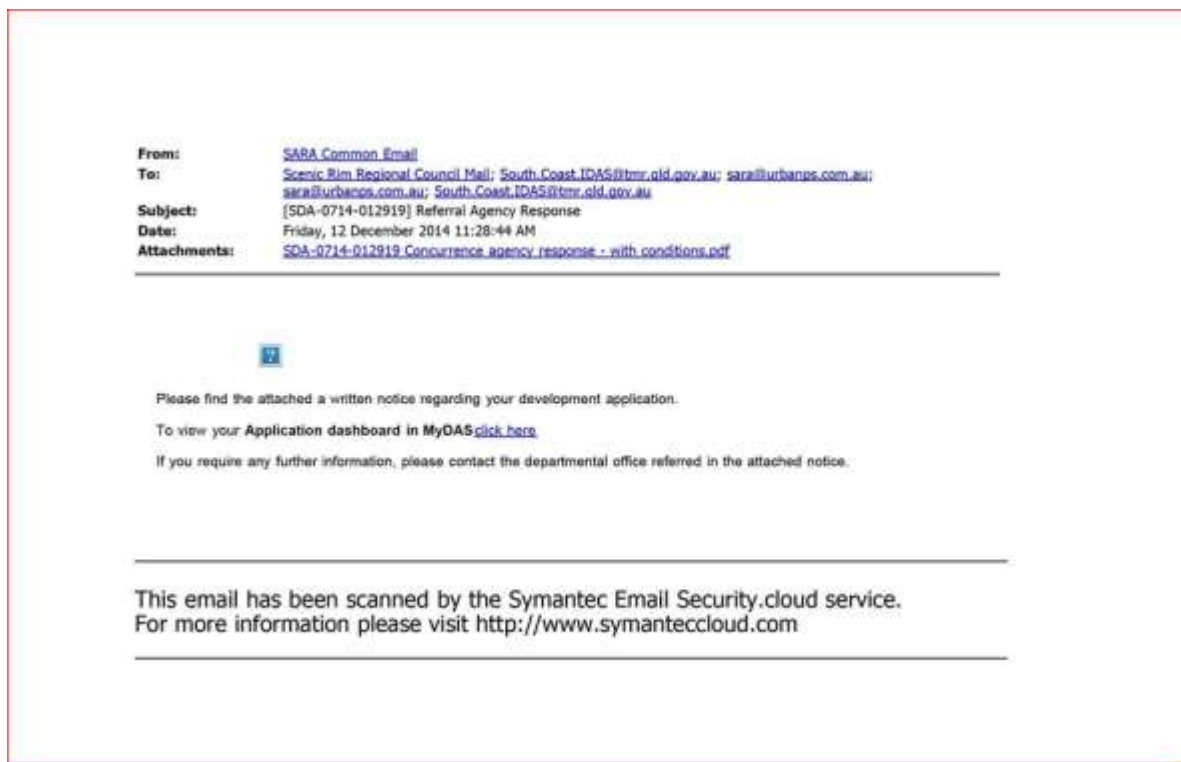 From: SARA Common Email
To: Scenic Rim Regional Council Mail; South.Coast.IDAS@tmr.qld.gov.au; sara@urbanps.com.au;
sara@urbanps.com.au; South.Coast.IDAS@tmr.qld.gov.au
Subject: [SDA-0714-012919] Referral Agency Response
Date: Friday, 12 December 2014 11:28:44 AM
Attachments: SDA-0714-012919 Concurrence agency response - with conditions.pdf
?
Please find the attached a written notice regarding your development application.
To view your Application dashboard in MyDAS click here
If you require any further information, please contact the departmental office referred in the attached notice.
This email has been scanned by the Symantec Email Security.cloud service.
For more information please visit http://www.symanteccloud.com